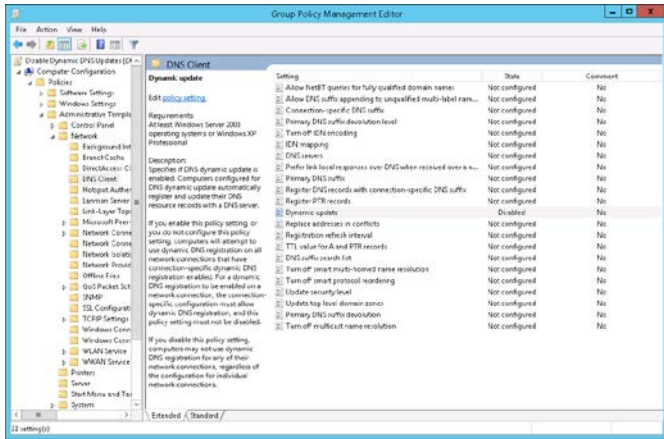 Group Policy Management Editor
File Action View Help
Disable Dynamic DNS Updates [D
Computer Configuration
Policies
Software Settings
Windows Settings
Administrative Templa
Control Panel
Network
Background Int
BranchCache
DirectAccess Cl
DNS Client
Hotspot Auther
Lanman Server
Link-Layer Topo
Microsoft Peer-
Network Conne
Network Conne
Network Isolatio
Network Provid
Offline Files
QoS Packet Sch
SNMP
SSL Configurati
TCPIP Settings
Windows Conn
Windows Conn
WLAN Service
WWAN Service
Printers
Server
Start Menu and Tas
System
DNS Client
Dynamic update
Edit policy setting.
Requirements:
At least Windows Server 2003
operating systems or Windows XP
Professional
Description:
Specifies if DNS dynamic update is
enabled. Computers configured for
DNS dynamic update automatically
register and update their DNS
resource records with a DNS server.
If you enable this policy setting, or
you do not configure this policy
setting, computers will attempt to
use dynamic DNS registration on all
network connections that have
connection-specific dynamic DNS
registration enabled. For a dynamic
DNS registration to be enabled on a
network connection, the connection-
specific configuration must allow
dynamic DNS registration, and this
policy setting must not be disabled.
If you disable this policy setting,
computers may not use dynamic
DNS registration for any of their
network connections, regardless of
the configuration for individual
network connections.
Setting State Comment
Allow NetBT queries for fully qualified domain names Not configured No
Allow DNS suffix appending to unqualified multi-label nam... Not configured No
Connection-specific DNS suffix Not configured No
Primary DNS suffix devolution level Not configured No
Turn off IDN encoding Not configured No
IDN mapping Not configured No
DNS servers Not configured No
Prefer link local responses over DNS when received over a n... Not configured No
Primary DNS suffix Not configured No
Register DNS records with connection-specific DNS suffix Not configured No
Register PTR records Not configured No
Dynamic update Disabled No
Replace addresses in conflicts Not configured No
Registration refresh interval Not configured No
TTL value for A and PTR records Not configured No
DNS suffix search list Not configured No
Turn off smart multi-homed name resolution Not configured No
Turn off smart protocol reordering Not configured No
Update security level Not configured No
Update top level domain zones Not configured No
Primary DNS suffix devolution Not configured No
Turn off multicast name resolution Not configured No
Extended Standard
22 setting(s)